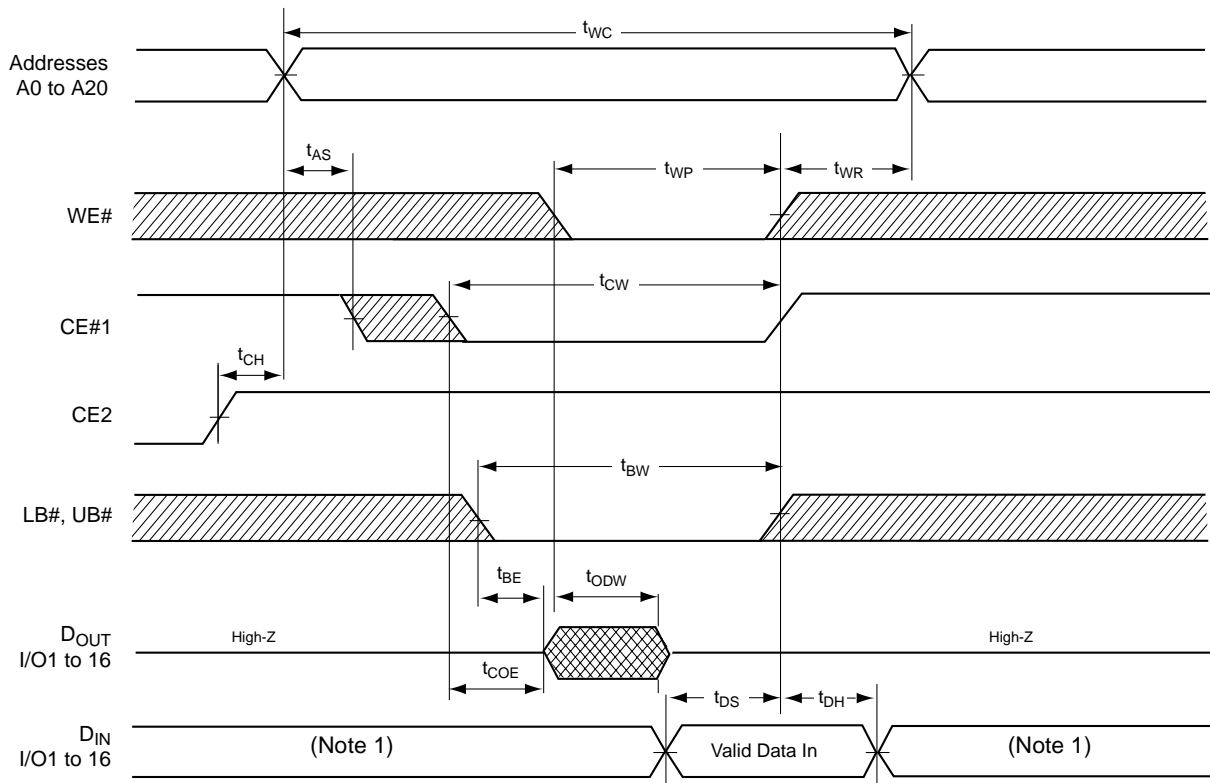 tWC
Addresses
A0 to A20
tAS
tWP
tWR
WE#
tCW
CE#1
tCH
CE2
tBW
LB#, UB#
tBE
tODW
DOUT
I/O1 to 16
High-Z
High-Z
tCOE
tDS
tDH
DIN
I/O1 to 16
(Note 1)
Valid Data In
(Note 1)